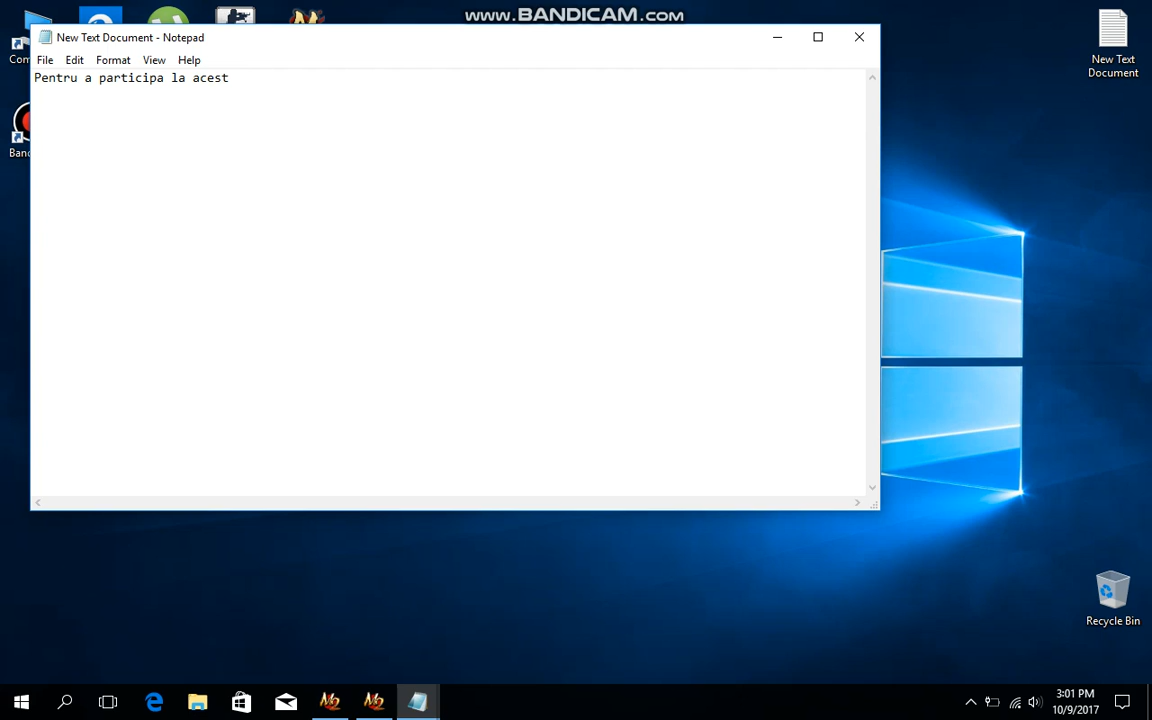 www.BANDICAM.com
New Text Document - Notepad
File Edit Format View Help
Pentru a participa la acest
New Text
Document
Recycle Bin
3:01 PM
10/9/2017